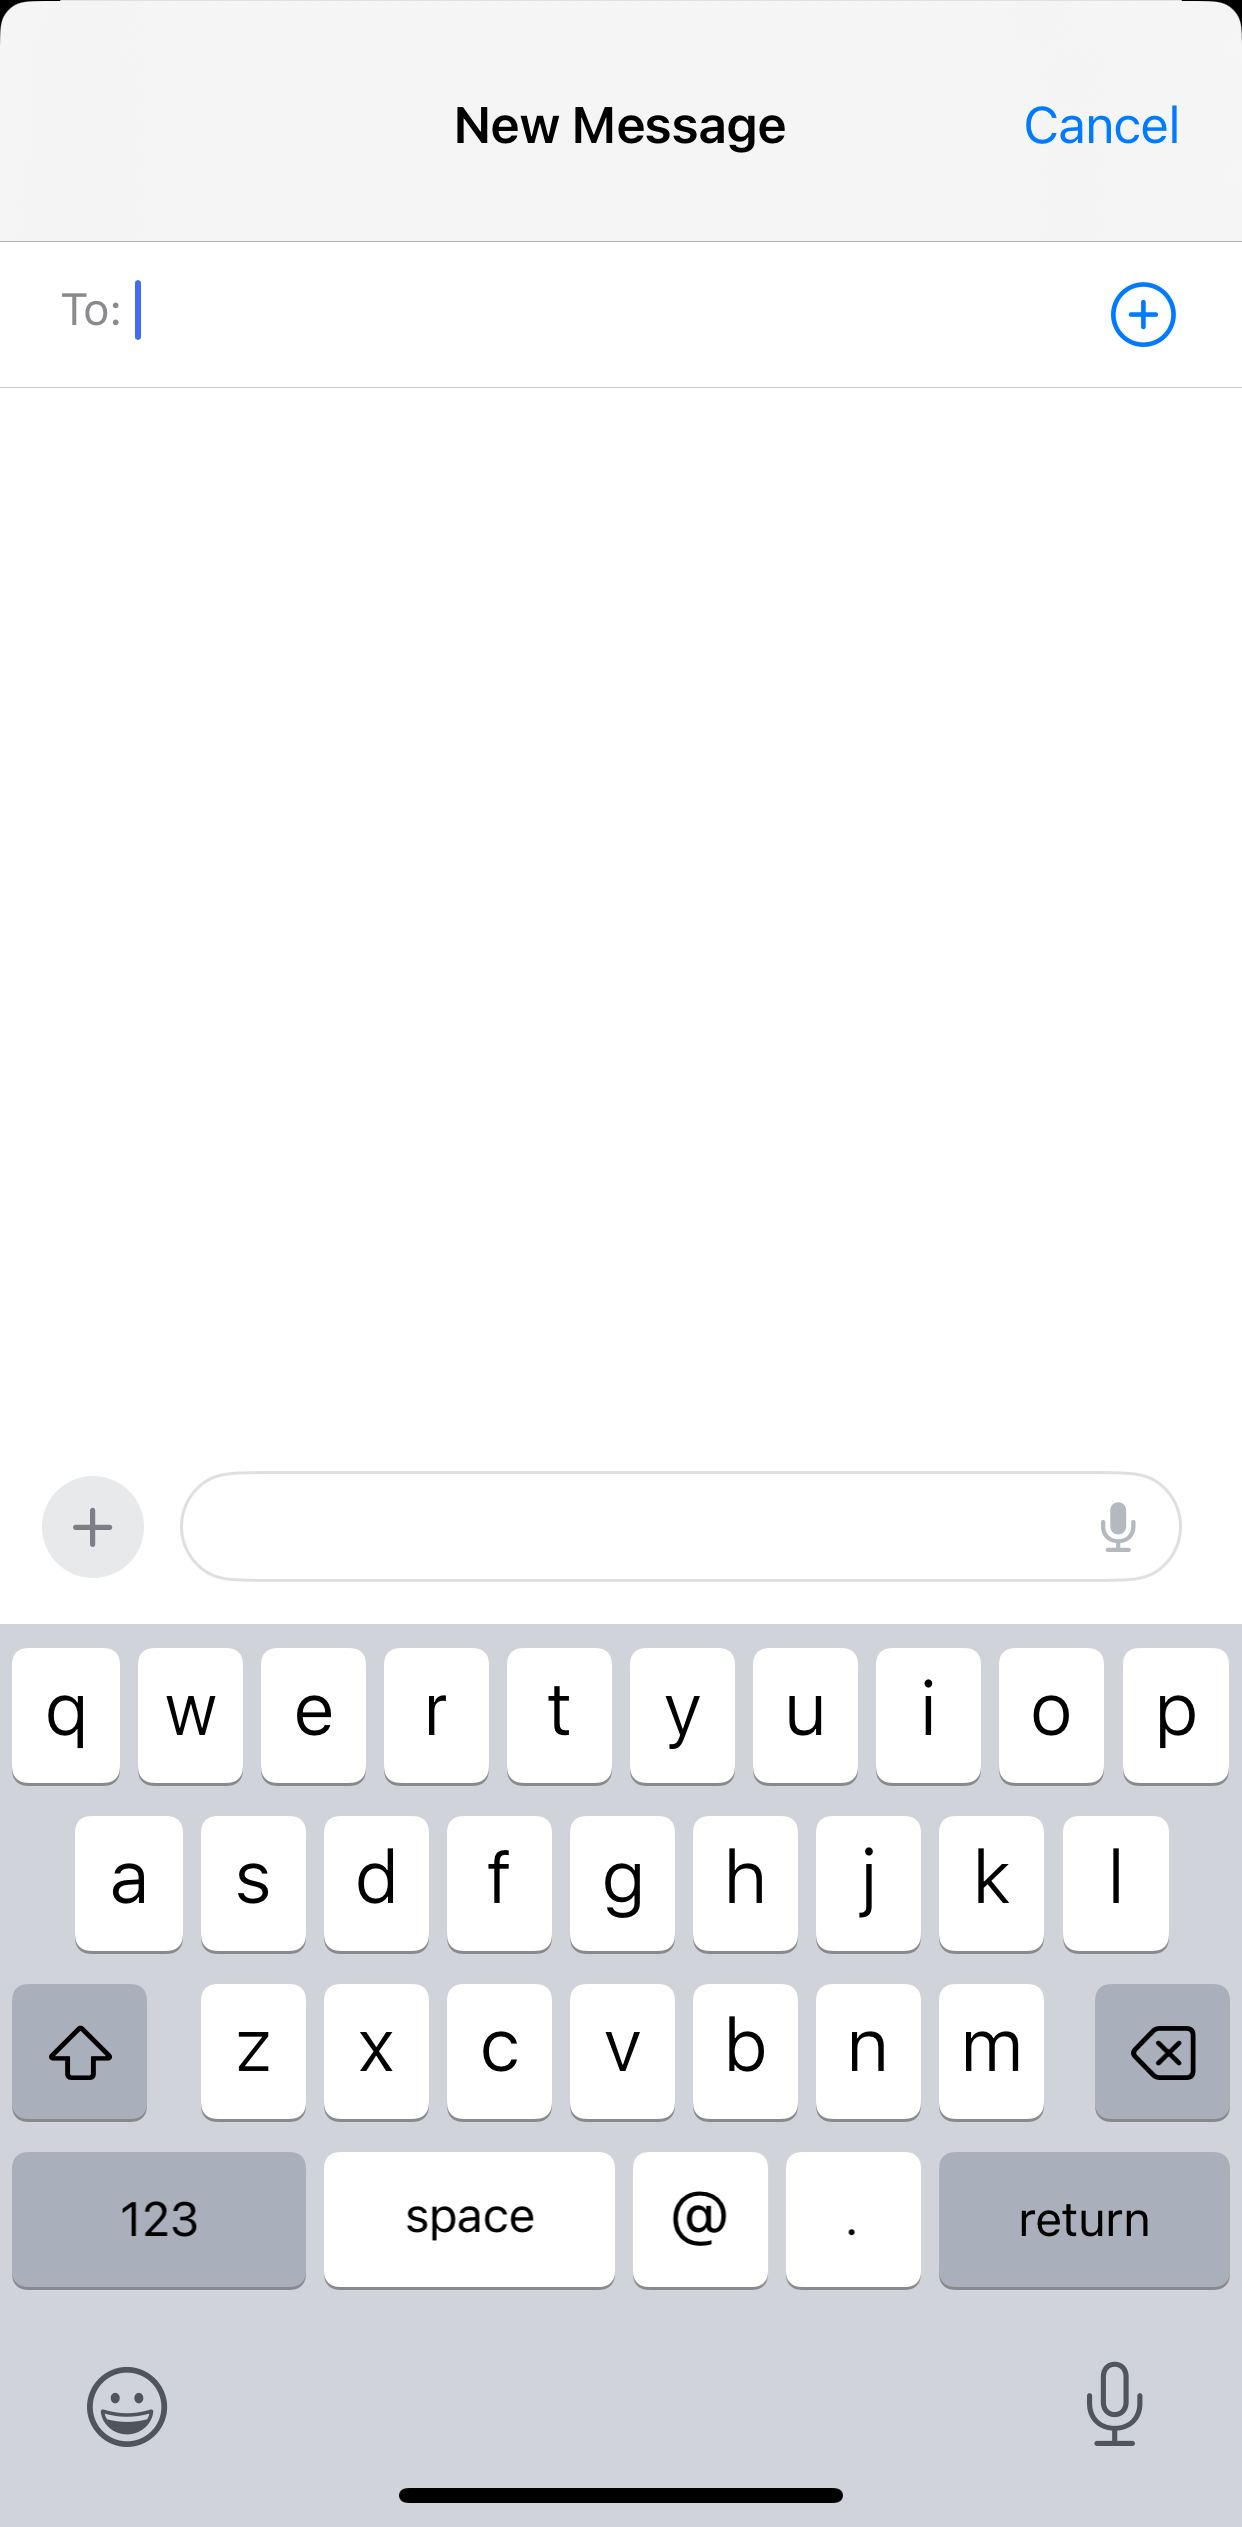 New Message Cancel
To:
q w e r t y u i o p
a s d f g h j k l
z x c v b n m
123 space @ . return